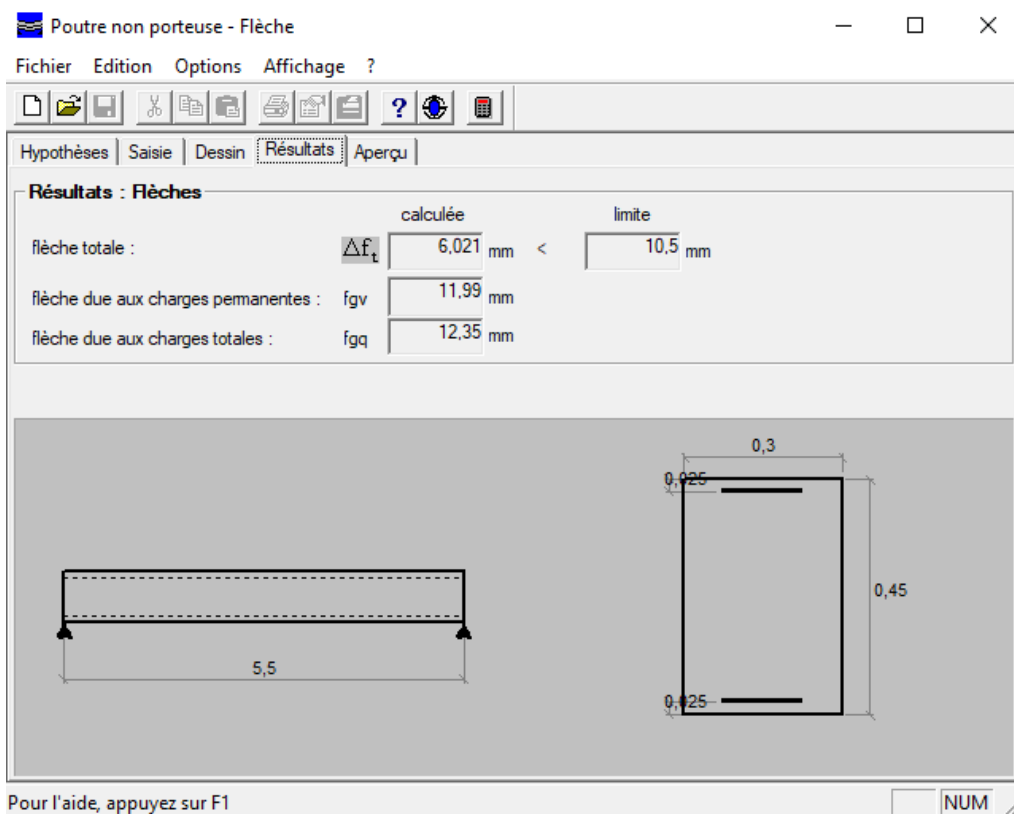 Poutre non porteuse - Flèche
Fichier Edition Options Affichage ?
Hypothèses Saisie Dessin Résultats Aperçu
Résultats : Flèches
calculée limite
flèche totale : Δft 6,021 mm < 10,5 mm
flèche due aux charges permanentes : fgv 11,99 mm
flèche due aux charges totales : fgq 12,35 mm
0,3
0,025
0,45
5,5
0,025
Pour l'aide, appuyez sur F1 NUM